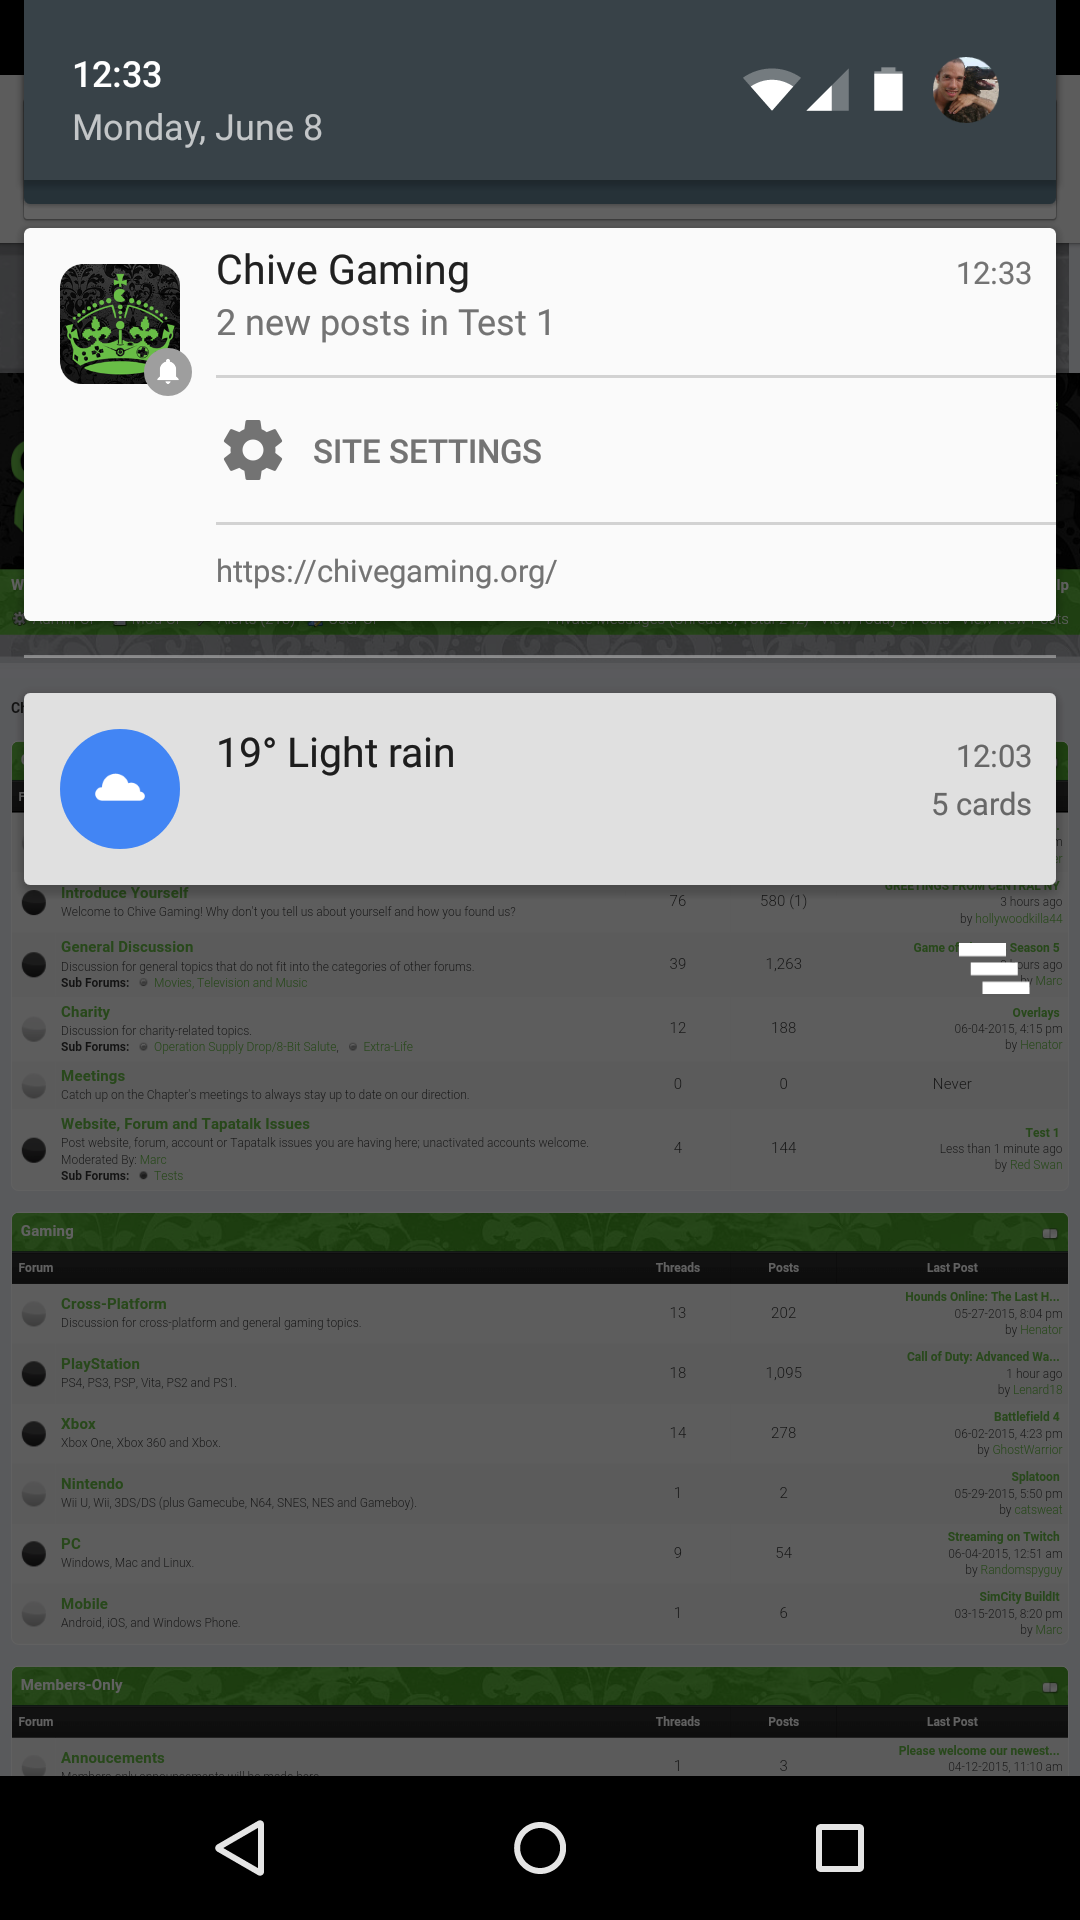 12:33
Monday, June 8
Chive Gaming
12:33
2 new posts in Test 1
SITE SETTINGS
https://chivegaming.org/
19° Light rain
12:03
5 cards
Introduce Yourself
Welcome to Chive Gaming! Why don't you tell us about yourself and how you found us?
76
580 (1)
GREETINGS FROM CENTRAL NY
3 hours ago
by hollywoodkilla44
General Discussion
Discussion for general topics that do not fit into the categories of other forums.
Sub Forums: Movies, Television and Music
39
1,263
Game of Season 5
ours ago
by Marc
Charity
Discussion for charity-related topics.
Sub Forums: Operation Supply Drop/8-Bit Salute, Extra-Life
12
188
Overlays
06-04-2015, 4:15 pm
by Henator
Meetings
Catch up on the Chapter's meetings to always stay up to date on our direction.
0
0
Never
Website, Forum and Tapatalk Issues
Post website, forum, account or Tapatalk issues you are having here; unactivated accounts welcome.
Moderated By: Marc
Sub Forums: Tests
4
144
Test 1
Less than 1 minute ago
by Red Swan
Gaming
Forum Threads Posts Last Post
Cross-Platform
Discussion for cross-platform and general gaming topics.
13
202
Hounds Online: The Last H...
05-27-2015, 8:04 pm
by Henator
PlayStation
PS4, PS3, PSP, Vita, PS2 and PS1.
18
1,095
Call of Duty: Advanced Wa...
1 hour ago
by Lenard18
Xbox
Xbox One, Xbox 360 and Xbox.
14
278
Battlefield 4
06-02-2015, 4:23 pm
by GhostWarrior
Nintendo
Wii U, Wii, 3DS/DS (plus Gamecube, N64, SNES, NES and Gameboy).
1
2
Splatoon
05-29-2015, 5:50 pm
by catsweat
PC
Windows, Mac and Linux.
9
54
Streaming on Twitch
06-04-2015, 12:51 am
by Randomspyguy
Mobile
Android, iOS, and Windows Phone.
1
6
SimCity BuildIt
03-15-2015, 8:20 pm
by Marc
Members-Only
Forum Threads Posts Last Post
Annoucements
1
3
Please welcome our newest...
04-12-2015, 11:10 am